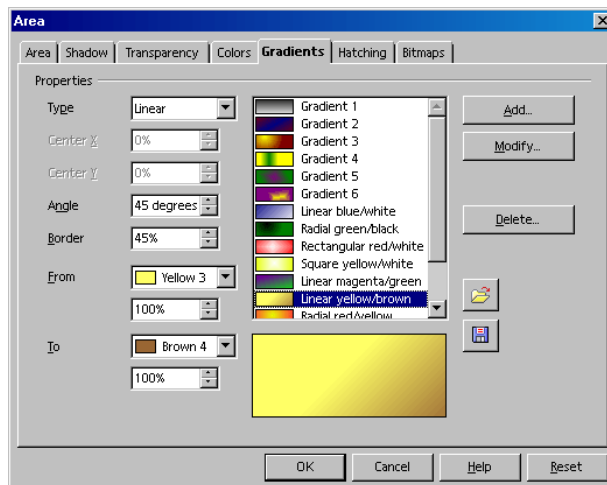 Area
Area Shadow Transparency Colors Gradients Hatching Bitmaps
Properties
Type Linear
Center X 0%
Center Y 0%
Angle 45 degrees
Border 45%
From Yellow 3
100%
To Brown 4
100%
Gradient 1
Gradient 2
Gradient 3
Gradient 4
Gradient 5
Gradient 6
Linear blue/white
Radial green/black
Rectangular red/white
Square yellow/white
Linear magenta/green
Linear yellow/brown
Radial red/yellow
Add...
Modify...
Delete...
OK Cancel Help Reset